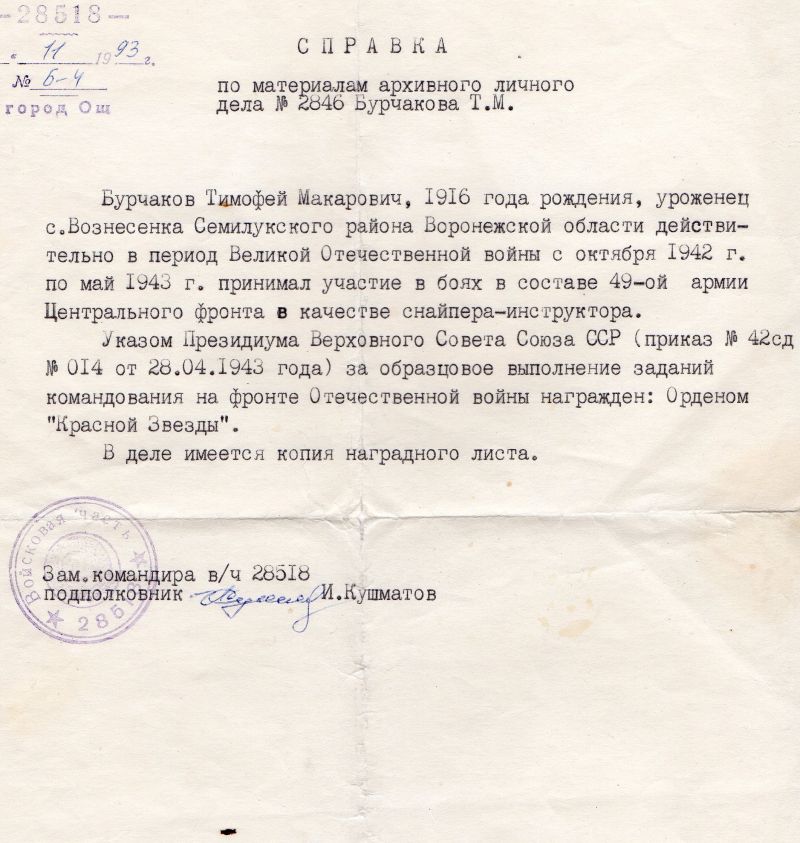 28518
" 11 1993 г.
№ Б-4
город Ош
СПРАВКА
по материалам архивного личного
дела № 2846 Бурчакова Т.М.
Бурчаков Тимофей Макарович, 1916 года рождения, уроженец
с.Вознесенка Семилукского района Воронежской области действи-
тельно в период Великой Отечественной войны с октября 1942 г.
по май 1943 г. принимал участие в боях в составе 49-ой армии
Центрального фронта в качестве снайпера-инструктора.
Указом Президиума Верховного Совета Союза ССР (приказ № 42сд
№ 014 от 28.04.1943 года) за образцовое выполнение заданий
командования на фронте Отечественной войны награжден: Орденом
"Красной Звезды".
В деле имеется копия наградного листа.
Войсковая часть
28518
Зам.командира в/ч 28518
подполковник И.Кушматов